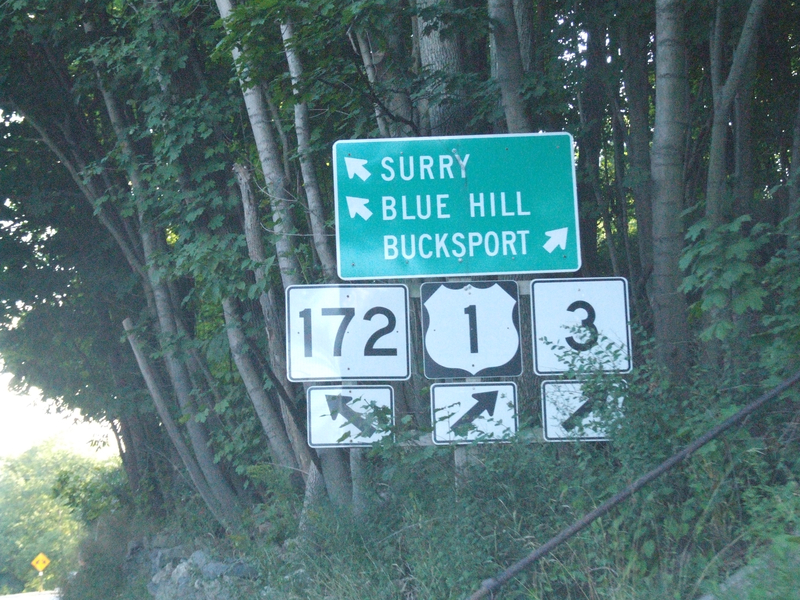 SURRY
BLUE HILL
BUCKSPORT
172 1 3